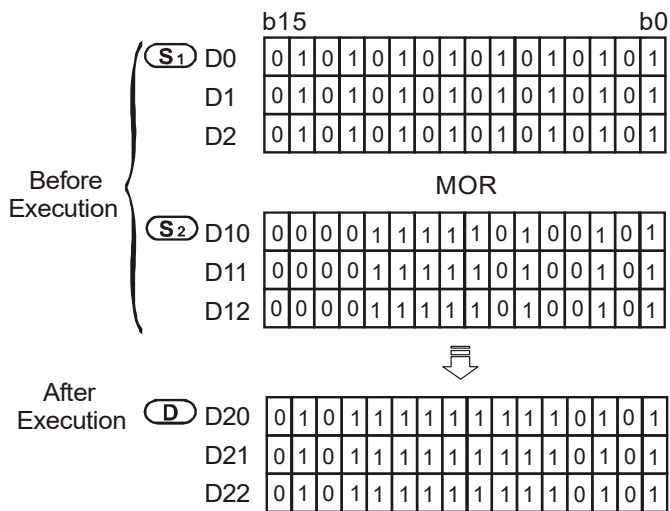 b15 b0
S1 D0 0 1 0 1 0 1 0 1 0 1 0 1 0 1 0 1
D1 0 1 0 1 0 1 0 1 0 1 0 1 0 1 0 1
D2 0 1 0 1 0 1 0 1 0 1 0 1 0 1 0 1
Before
Execution
MOR
S2 D10 0 0 0 0 1 1 1 1 1 0 1 0 0 1 0 1
D11 0 0 0 0 1 1 1 1 1 0 1 0 0 1 0 1
D12 0 0 0 0 1 1 1 1 1 0 1 0 0 1 0 1
After
Execution
D D20 0 1 0 1 1 1 1 1 1 1 1 1 0 1 0 1
D21 0 1 0 1 1 1 1 1 1 1 1 1 0 1 0 1
D22 0 1 0 1 1 1 1 1 1 1 1 1 0 1 0 1